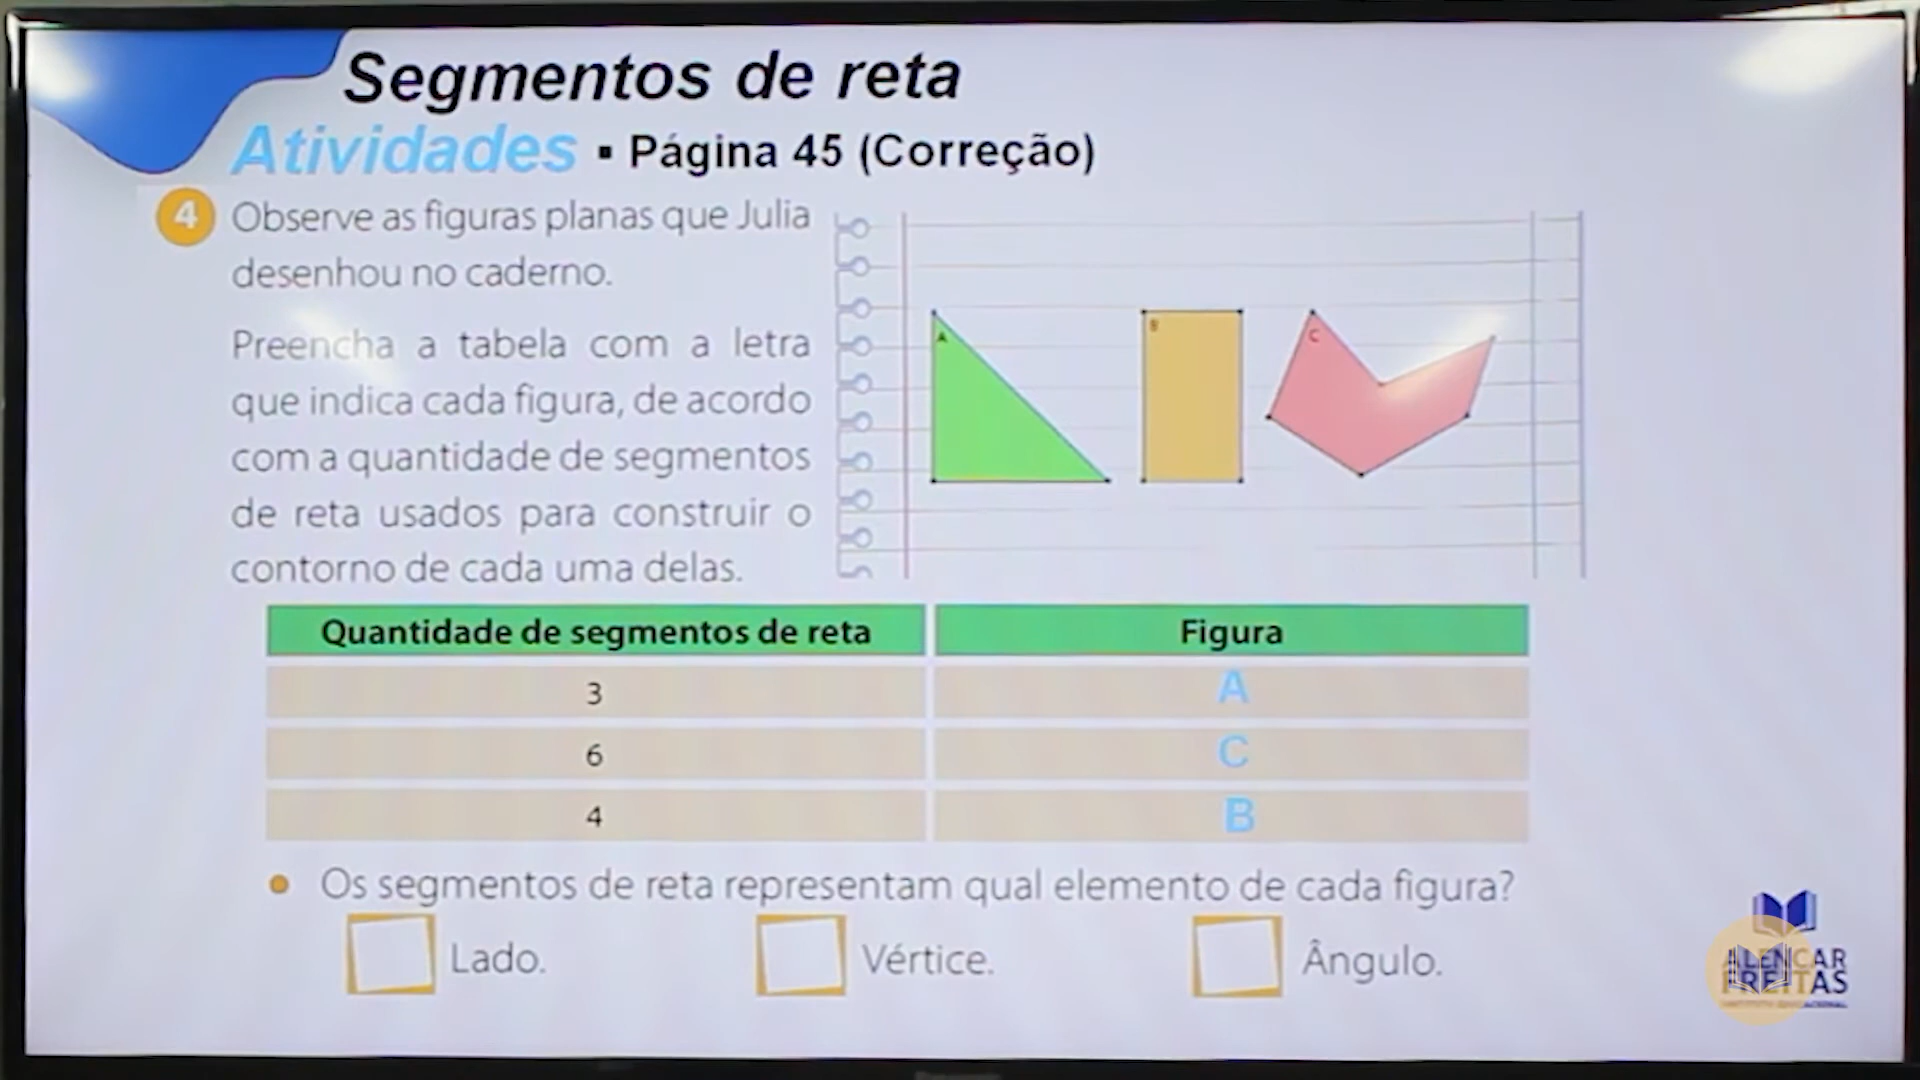 Segmentos de reta
Atividades ▪ Página 45 (Correção)
4 Observe as figuras planas que Julia
desenhou no caderno.
Preencha a tabela com a letra
que indica cada figura, de acordo
com a quantidade de segmentos
de reta usados para construir o
contorno de cada uma delas.
A
B
C
Quantidade de segmentos de reta Figura
3 A
6 C
4 B
• Os segmentos de reta representam qual elemento de cada figura?
Lado. Vértice. Ângulo.
ALENCAR
FREITAS